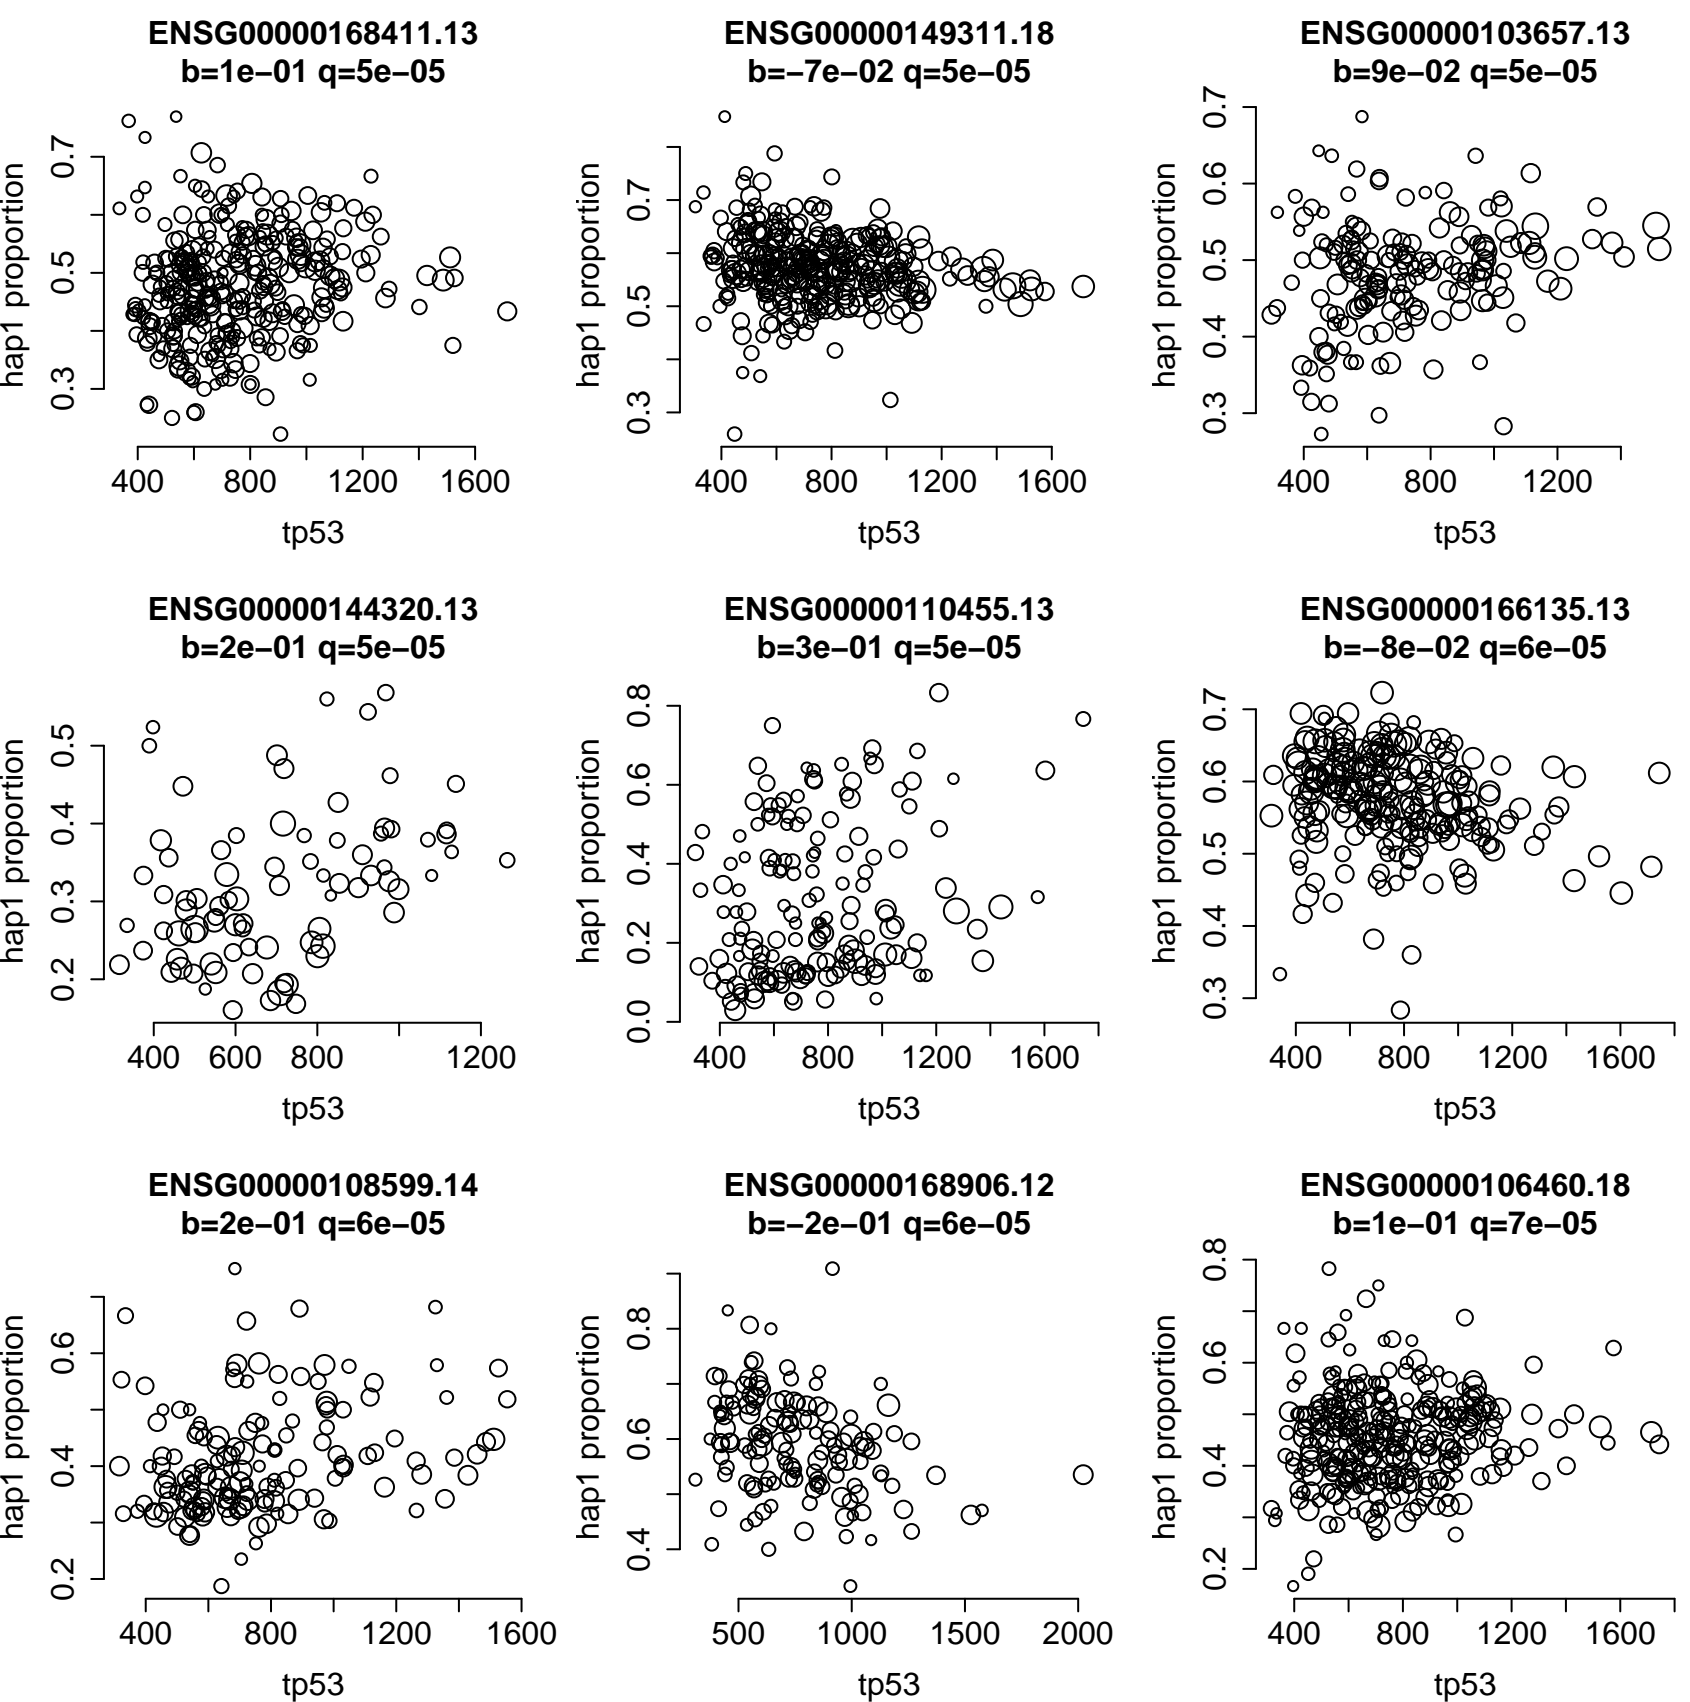 ENSG00000168411.13
b=1e−01 q=5e−05
hap1 proportion
0.3 0.5 0.7
400 800 1200 1600
tp53
ENSG00000149311.18
b=−7e−02 q=5e−05
hap1 proportion
0.3 0.5 0.7
400 800 1200 1600
tp53
ENSG00000103657.13
b=9e−02 q=5e−05
hap1 proportion
0.3 0.4 0.5 0.6 0.7
400 800 1200
tp53
ENSG00000144320.13
b=2e−01 q=5e−05
hap1 proportion
0.2 0.3 0.4 0.5
400 600 800 1200
tp53
ENSG00000110455.13
b=3e−01 q=5e−05
hap1 proportion
0.0 0.2 0.4 0.6 0.8
400 800 1200 1600
tp53
ENSG00000166135.13
b=−8e−02 q=6e−05
hap1 proportion
0.3 0.4 0.5 0.6 0.7
400 800 1200 1600
tp53
ENSG00000108599.14
b=2e−01 q=6e−05
hap1 proportion
0.2 0.4 0.6
400 800 1200 1600
tp53
ENSG00000168906.12
b=−2e−01 q=6e−05
hap1 proportion
0.4 0.6 0.8
500 1000 1500 2000
tp53
ENSG00000106460.18
b=1e−01 q=7e−05
hap1 proportion
0.2 0.4 0.6 0.8
400 800 1200 1600
tp53